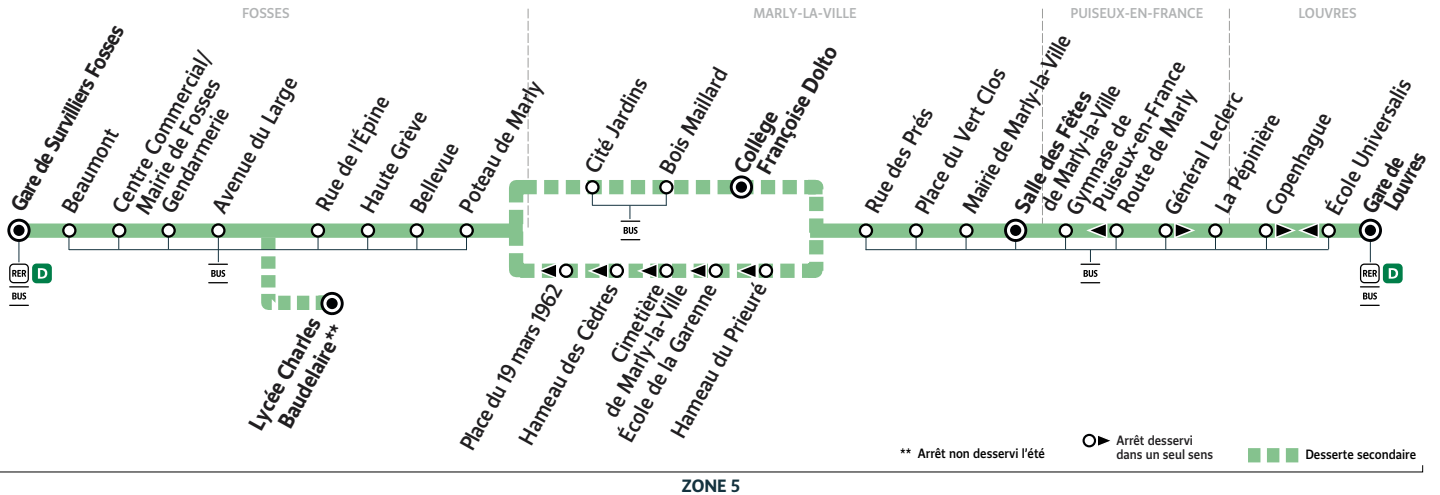 FOSSES
MARLY-LA-VILLE
PUISEUX-EN-FRANCE
LOUVRES
Gare de Survilliers Fosses
Beaumont
Centre Commercial/
Mairie de Fosses
Gendarmerie
Avenue du Large
Rue de l'Épine
Haute Grève
Bellevue
Poteau de Marly
Cité Jardins
Bois Maillard
Collège
Françoise Dolto
Rue des Prés
Place du Vert Clos
Mairie de Marly-la-Ville
Salle des Fêtes
de Marly-la-Ville
Gymnase de
Puiseux-en-France
Route de Marly
Général Leclerc
La Pépinière
Copenhague
École Universalis
Gare de
Louvres
BUS
RER D
BUS
BUS
BUS
RER D
BUS
Lycée Charles
Baudelaire**
Place du 19 mars 1962
Hameau des Cèdres
Cimetière
de Marly-la-Ville
École de la Garenne
Hameau du Prieuré
** Arrêt non desservi l'été
Arrêt desservi
dans un seul sens
Desserte secondaire
ZONE 5